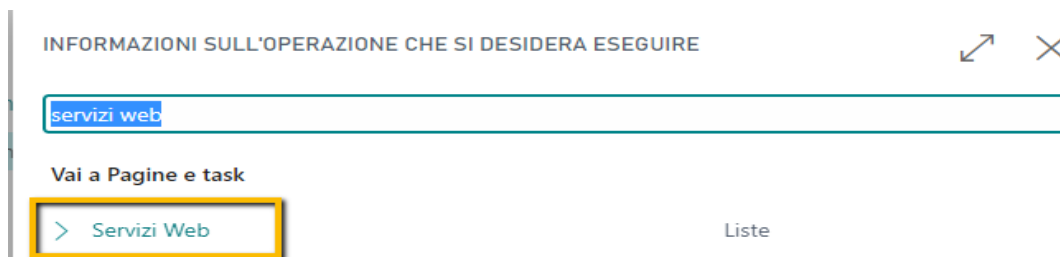 INFORMAZIONI SULL'OPERAZIONE CHE SI DESIDERA ESEGUIRE
servizi web
Vai a Pagine e task
Servizi Web Liste